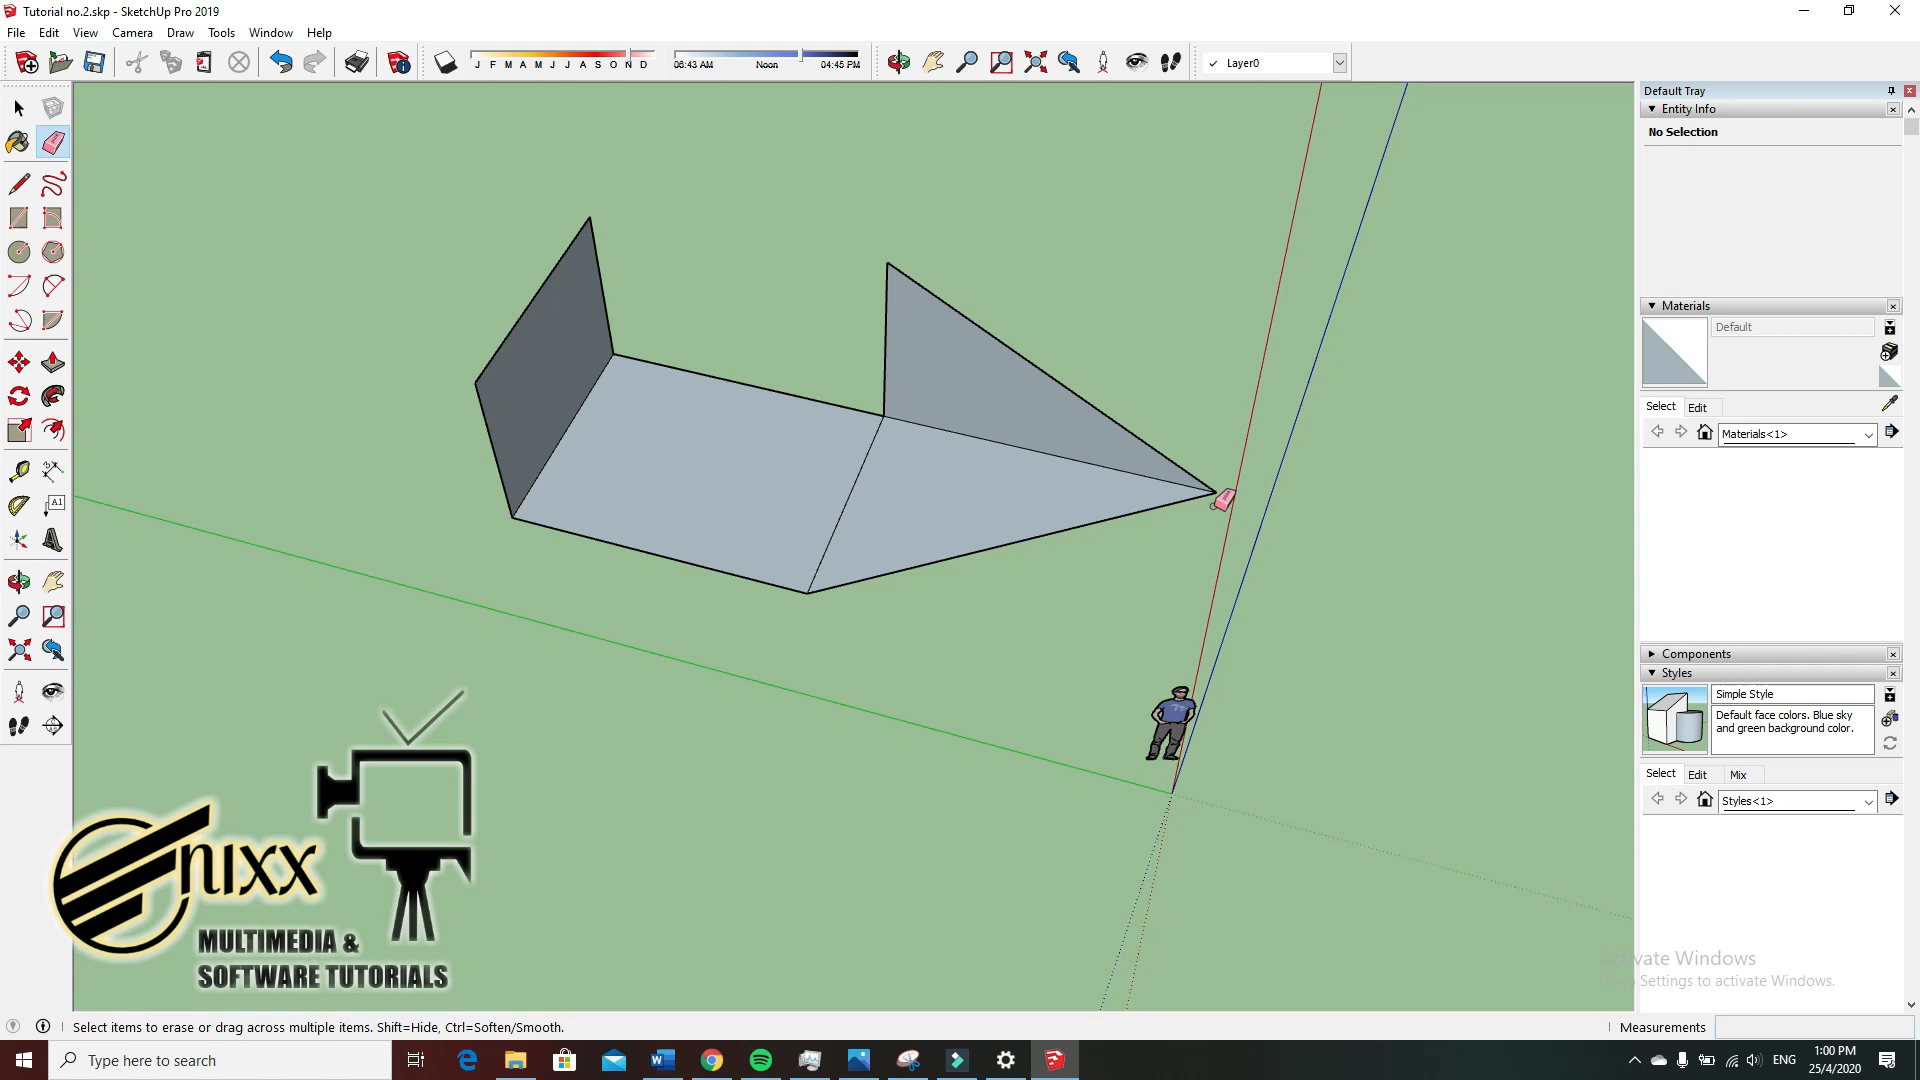 Tutorial no.2.skp - SketchUp Pro 2019
File Edit View Camera Draw Tools Window Help
J F M A M J J A S O N D
06:43 AM Noon 04:45 PM
Layer0
Default Tray
Entity Info
No Selection
Materials
Default
Select Edit
Materials<1>
Components
Styles
Simple Style
Default face colors. Blue sky
and green background color.
Select Edit Mix
Styles<1>
A1
nixx
MULTIMEDIA &
SOFTWARE TUTORIALS
Activate Windows
Go to Settings to activate Windows.
Select items to erase or drag across multiple items. Shift=Hide, Ctrl=Soften/Smooth.
Measurements
Type here to search
ENG
1:00 PM
25/4/2020